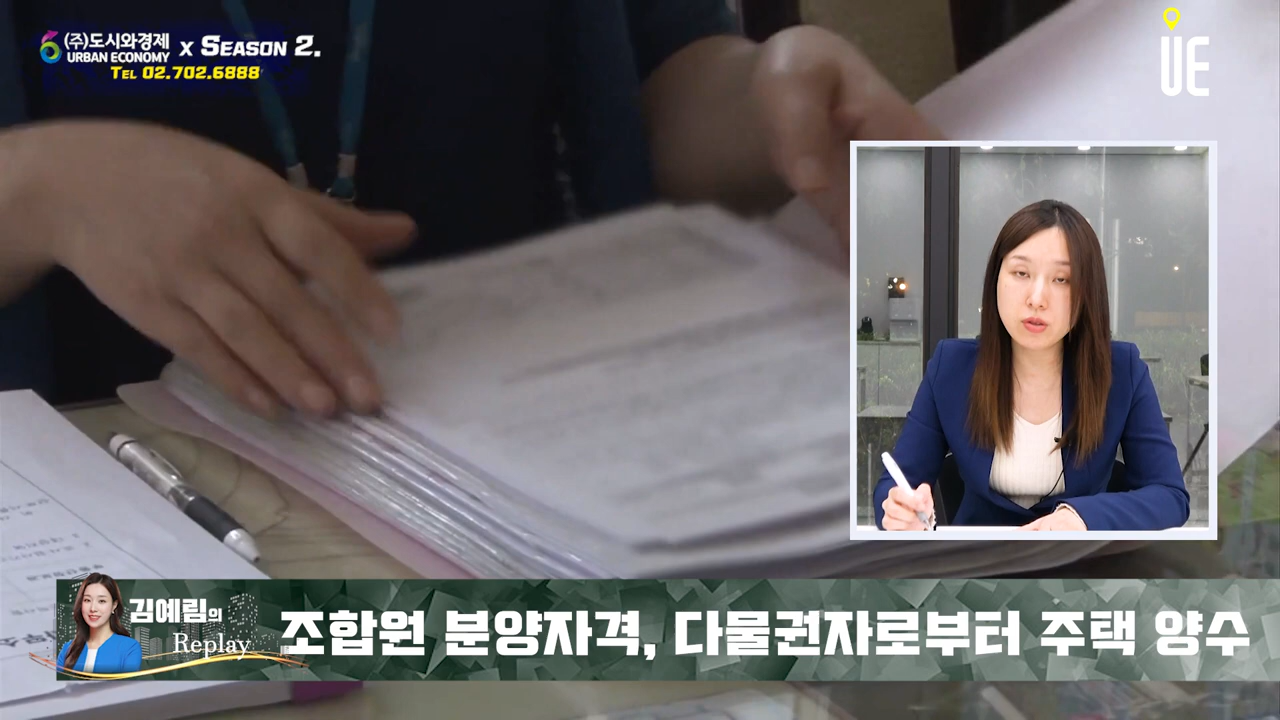 (주)도시와경제
URBAN ECONOMY
X SEASON 2.
TEL 02.702.6888
UE
김예림의
Replay
조합원 분양자격, 다물권자로부터 주택 양수